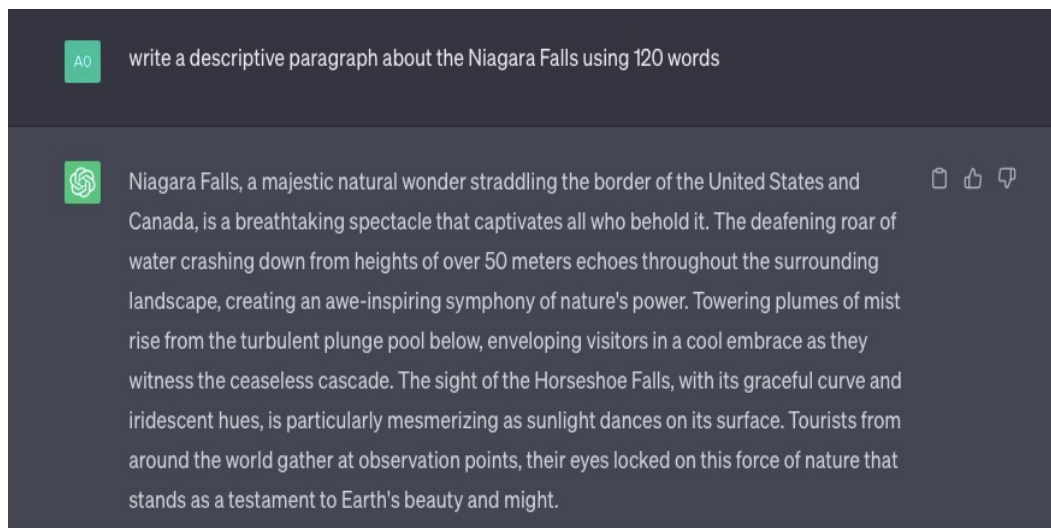 AO
write a descriptive paragraph about the Niagara Falls using 120 words
Niagara Falls, a majestic natural wonder straddling the border of the United States and
Canada, is a breathtaking spectacle that captivates all who behold it. The deafening roar of
water crashing down from heights of over 50 meters echoes throughout the surrounding
landscape, creating an awe-inspiring symphony of nature's power. Towering plumes of mist
rise from the turbulent plunge pool below, enveloping visitors in a cool embrace as they
witness the ceaseless cascade. The sight of the Horseshoe Falls, with its graceful curve and
iridescent hues, is particularly mesmerizing as sunlight dances on its surface. Tourists from
around the world gather at observation points, their eyes locked on this force of nature that
stands as a testament to Earth's beauty and might.